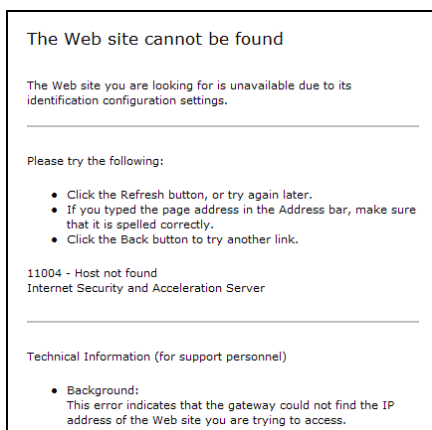 The Web site cannot be found
The Web site you are looking for is unavailable due to its
identification configuration settings.
Please try the following:
• Click the Refresh button, or try again later.
• If you typed the page address in the Address bar, make sure
that it is spelled correctly.
• Click the Back button to try another link.
11004 - Host not found
Internet Security and Acceleration Server
Technical Information (for support personnel)
• Background:
This error indicates that the gateway could not find the IP
address of the Web site you are trying to access.